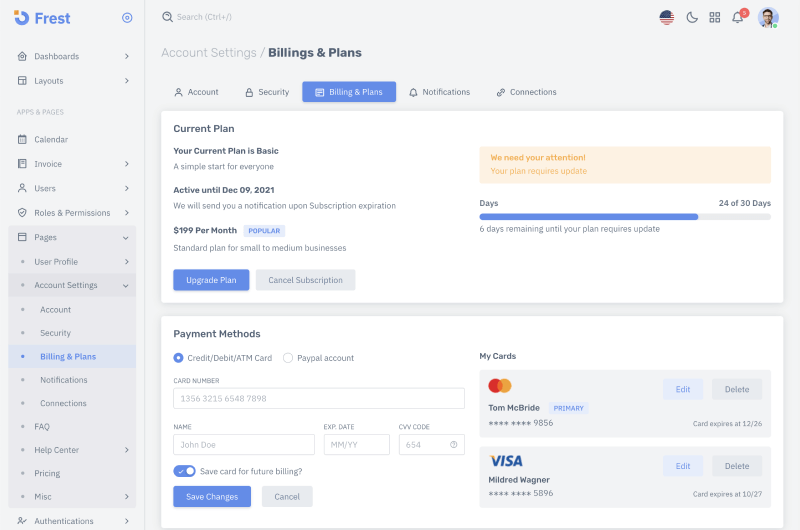 Frest
Search (Ctrl+/)
5
Dashboards
Layouts
APPS & PAGES
Calendar
Invoice
Users
Roles & Permissions
Pages
User Profile
Account Settings
Account
Security
Billing & Plans
Notifications
Connections
FAQ
Help Center
Pricing
Misc
Authentications
Account Settings / Billings & Plans
Account
Security
Billing & Plans
Notifications
Connections
Current Plan
Your Current Plan is Basic
A simple start for everyone
Active until Dec 09, 2021
We will send you a notification upon Subscription expiration
$199 Per Month POPULAR
Standard plan for small to medium businesses
Upgrade Plan
Cancel Subscription
We need your attention!
Your plan requires update
Days 24 of 30 Days
6 days remaining until your plan requires update
Payment Methods
Credit/Debit/ATM Card
Paypal account
CARD NUMBER
1356 3215 6548 7898
NAME EXP. DATE CVV CODE
John Doe MM/YY 654
Save card for future billing?
Save Changes
Cancel
My Cards
Edit
Delete
Tom McBride PRIMARY
**** **** 9856
Card expires at 12/26
VISA
Edit
Delete
Mildred Wagner
**** **** 5896
Card expires at 10/27